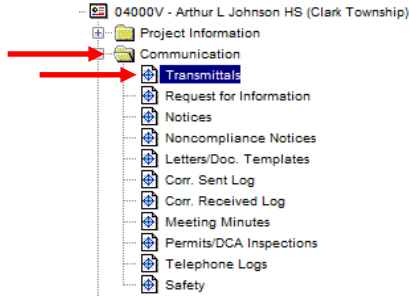 04000V - Arthur L Johnson HS (Clark Township)
Project Information
Communication
Transmittals
Request for Information
Notices
Noncompliance Notices
Letters/Doc. Templates
Corr. Sent Log
Corr. Received Log
Meeting Minutes
Permits/DCA Inspections
Telephone Logs
Safety